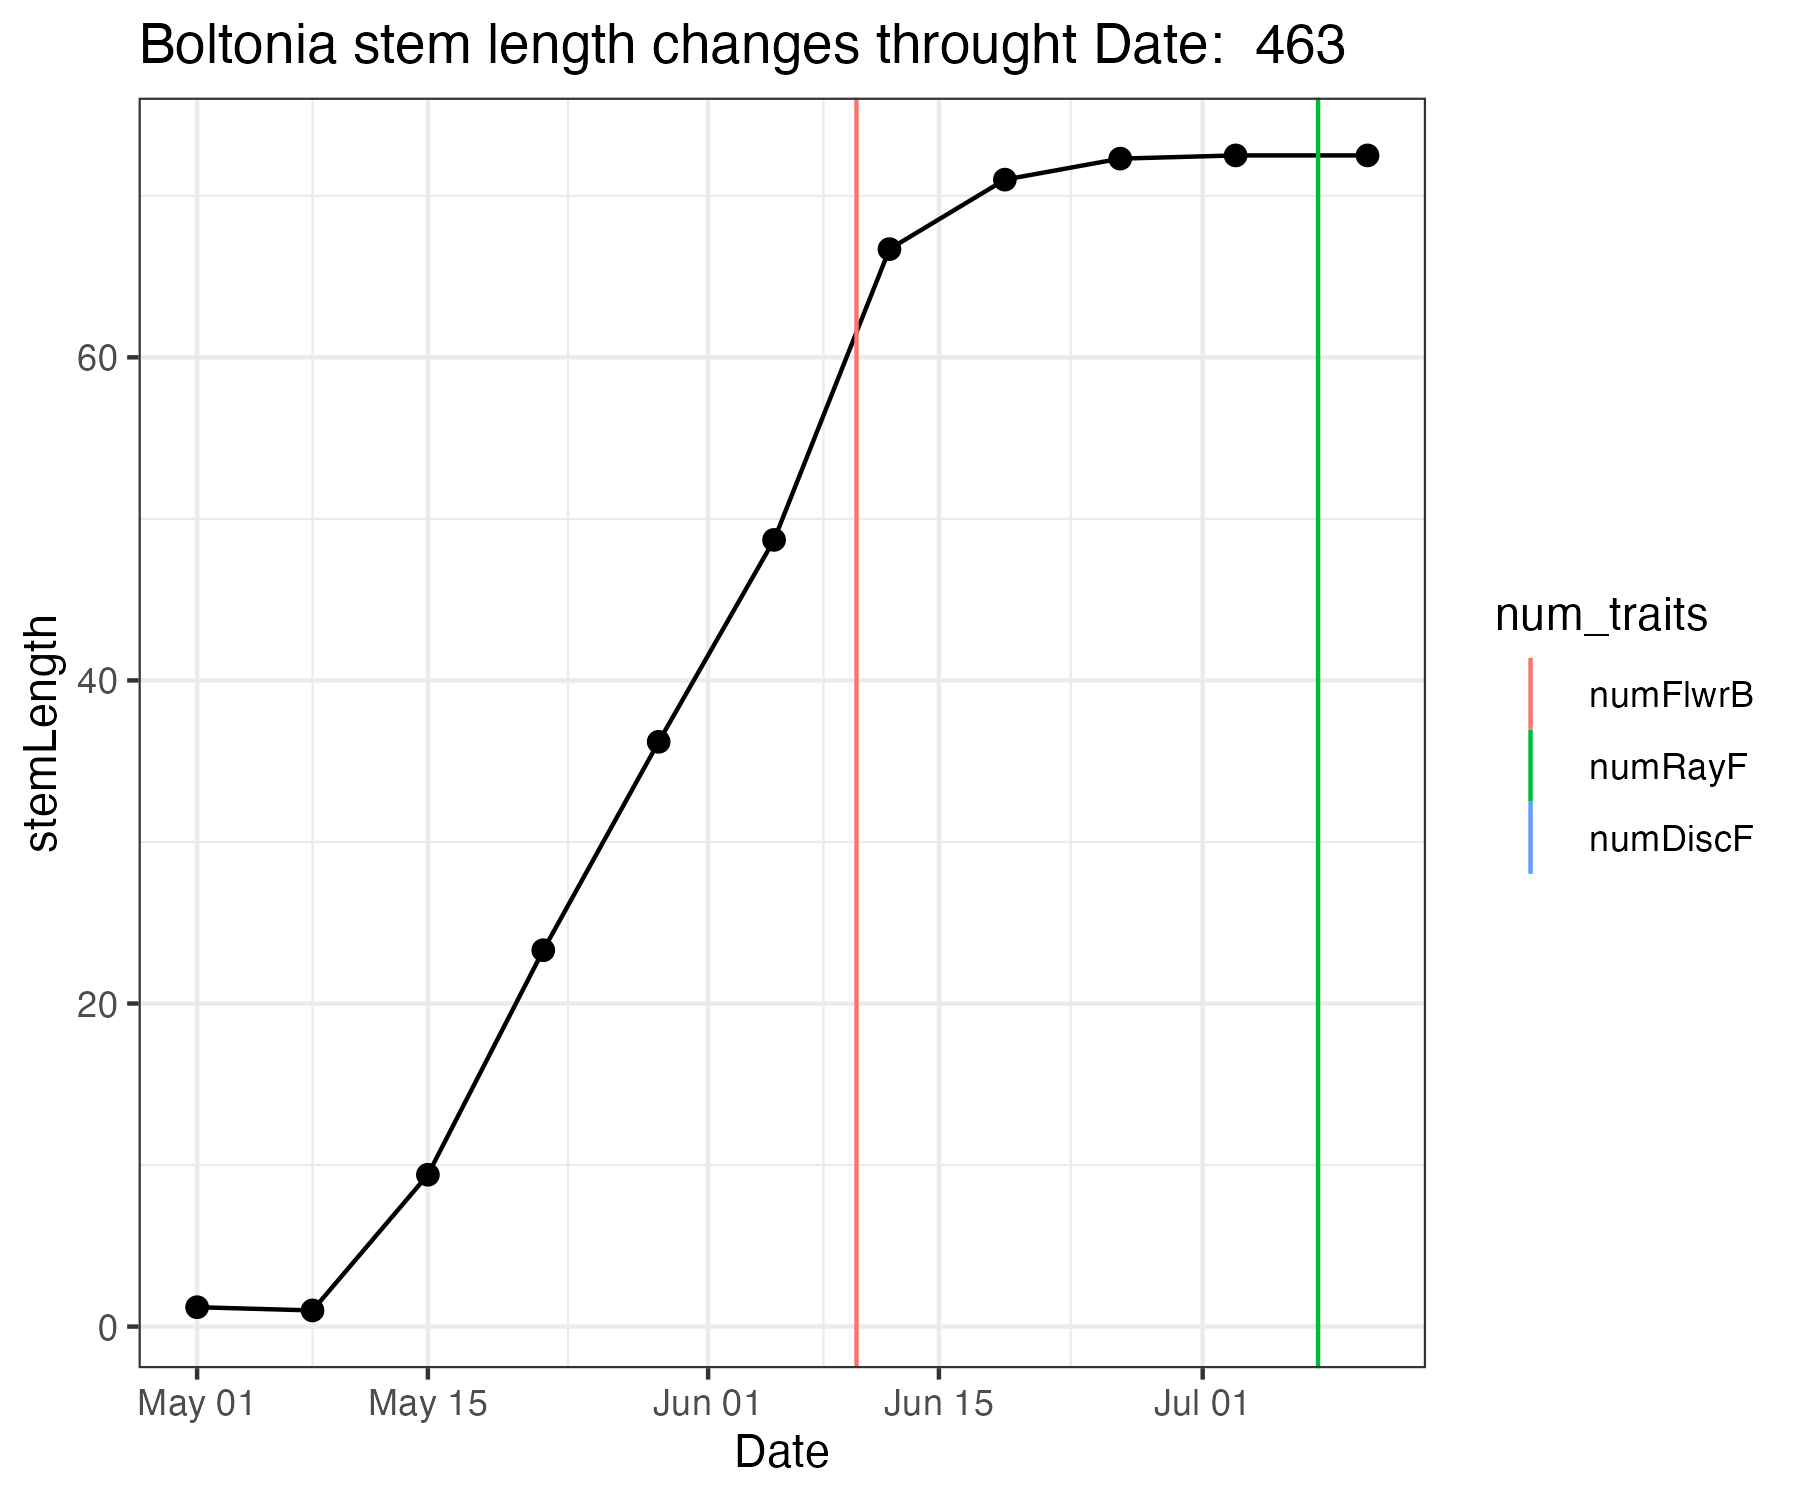 Boltonia stem length changes throught Date:  463
stemLength
60
40
20
0
May 01
May 15
Jun 01
Jun 15
Jul 01
Date
num_traits
numFlwrB
numRayF
numDiscF